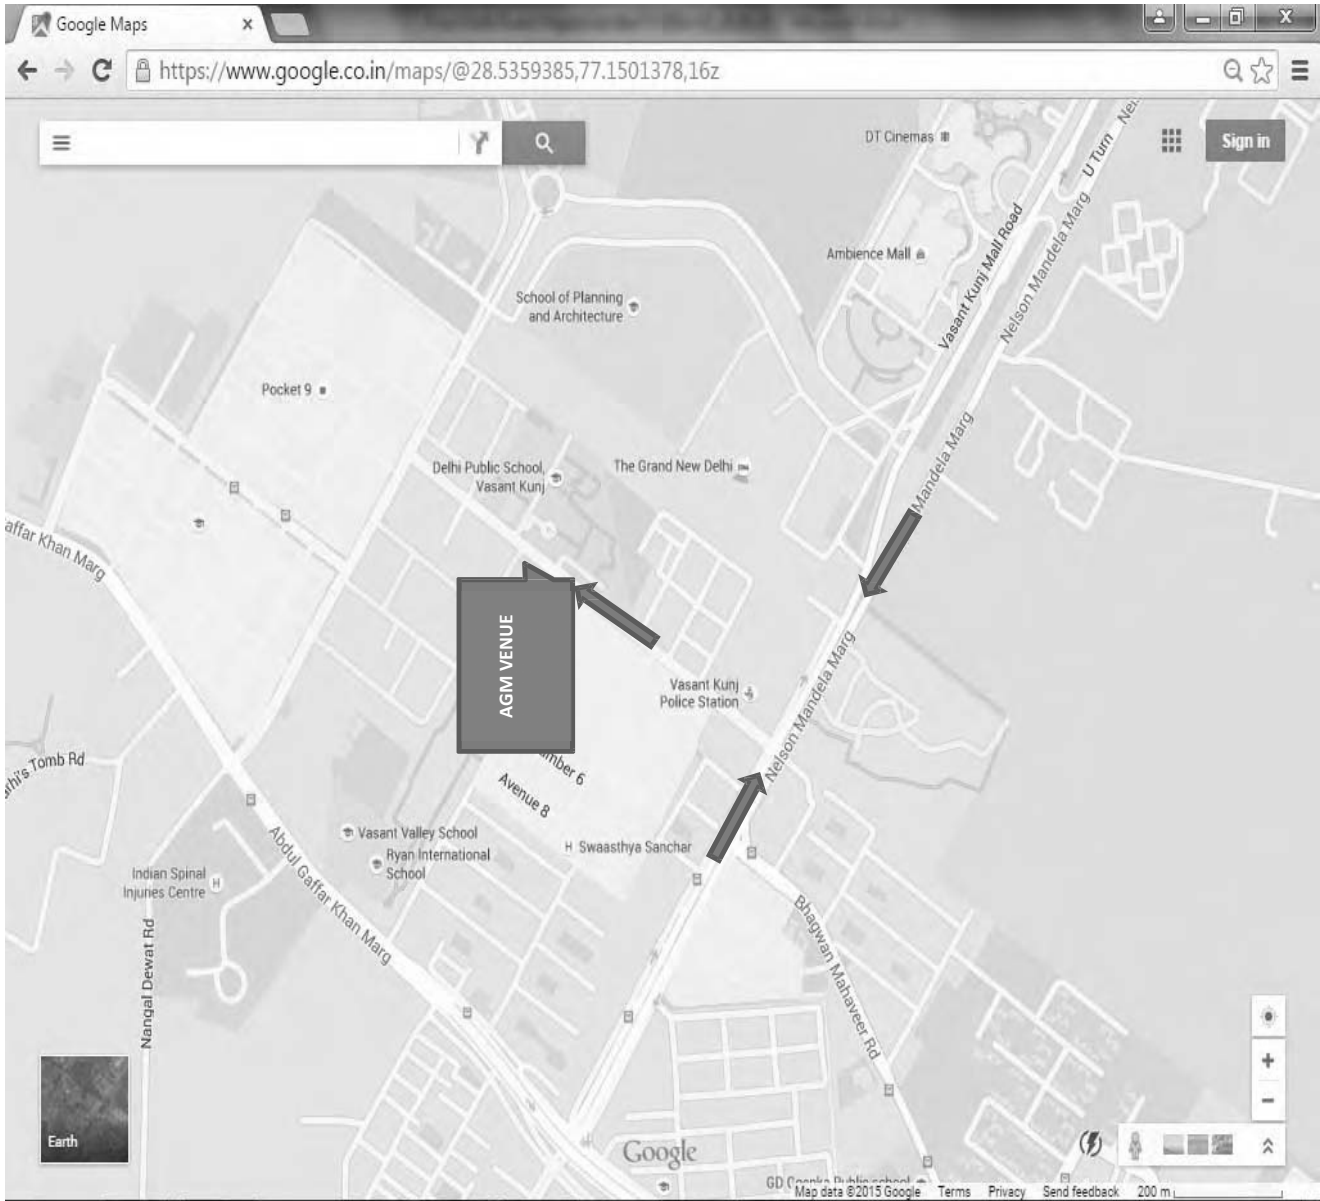 Google Maps
https://www.google.co.in/maps/@28.5359385,77.1501378,16z
Sign in
DT Cinemas
U Turn
Ambience Mall
Vasant Kunj Mall Road
Nelson Mandela Marg
School of Planning
and Architecture
Pocket 9
Mandela Marg
Delhi Public School,
Vasant Kunj
The Grand New Delhi
affar Khan Marg
AGM VENUE
Nelson Mandela Marg
Vasant Kunj
Police Station
hi's Tomb Rd
mber 6
Avenue 8
Vasant Valley School
Ryan International
School
H Swaasthya Sanchar
Indian Spinal
Injuries Centre H
Abdul Gaffar Khan Marg
Bhagwan Mahaveer Rd
Nangal Dewat Rd
Earth
Google
GD Goenka Public school
Map data ©2015 Google Terms Privacy Send feedback 200 m